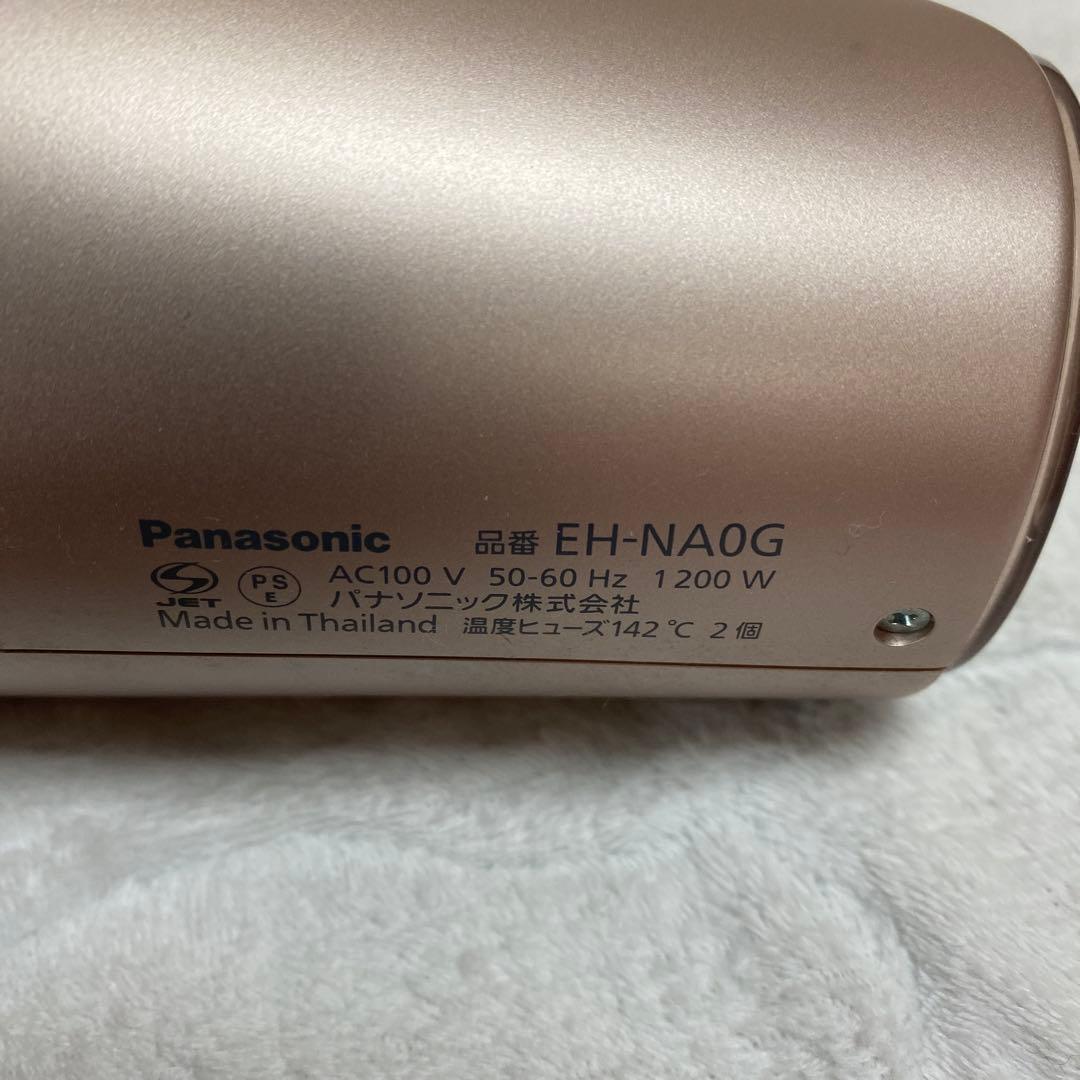 Panasonic 品番 EH-NA0G
JET PSE AC100 V 50-60 Hz 1200 W
パナソニック株式会社
Made in Thailand 温度ヒューズ142℃ 2個